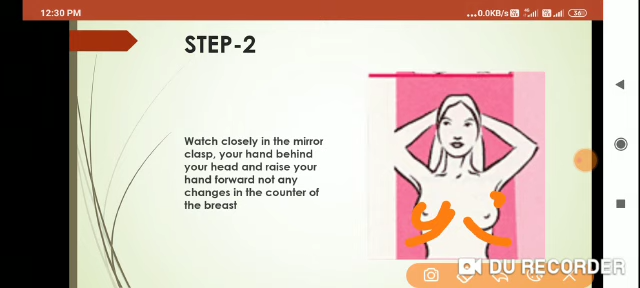 12:30 PM
...0.0KB/s
36
STEP-2
Watch closely in the mirror
clasp, your hand behind
your head and raise your
hand forward not any
changes in the counter of
the breast
DU RECORDER